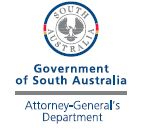 SOUTH
AUSTRALIA
Government
of South Australia
Attorney-General's
Department